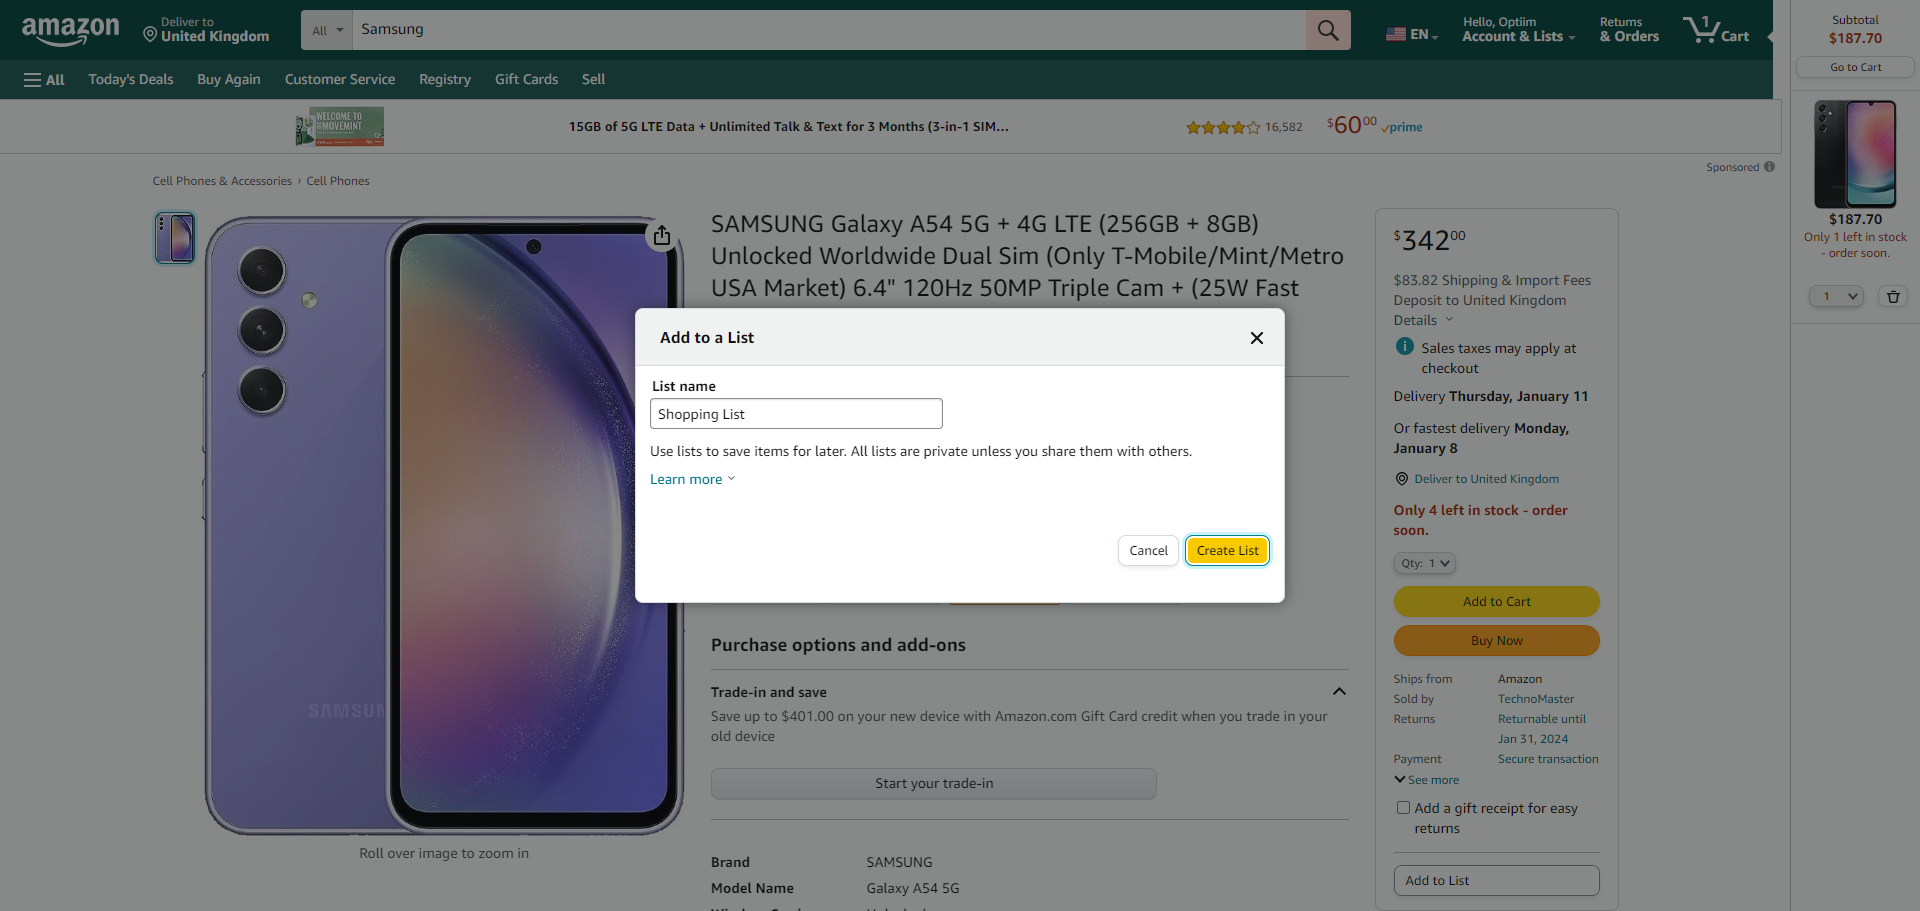 amazon
Deliver to
United Kingdom
All
Samsung
EN
Hello, Optiim
Account & Lists
Returns
& Orders
1
Cart
Subtotal
$187.70
Go to Cart
All
Today's Deals
Buy Again
Customer Service
Registry
Gift Cards
Sell
WELCOME TO
MOVEMINT
15GB of 5G LTE Data + Unlimited Talk & Text for 3 Months (3-in-1 SIM...
16,582
$6000
prime
Sponsored
Cell Phones & Accessories › Cell Phones
SAMSUNG Galaxy A54 5G + 4G LTE (256GB + 8GB)
Unlocked Worldwide Dual Sim (Only T-Mobile/Mint/Metro
USA Market) 6.4" 120Hz 50MP Triple Cam + (25W Fast
Add to a List
List name
Shopping List
Use lists to save items for later. All lists are private unless you share them with others.
Learn more
Cancel
Create List
SAMSUN
Roll over image to zoom in
Purchase options and add-ons
Trade-in and save
Save up to $401.00 on your new device with Amazon.com Gift Card credit when you trade in your
old device
Start your trade-in
Brand SAMSUNG
Model Name Galaxy A54 5G
$34200
$83.82 Shipping & Import Fees
Deposit to United Kingdom
Details
Sales taxes may apply at
checkout
Delivery Thursday, January 11
Or fastest delivery Monday,
January 8
Deliver to United Kingdom
Only 4 left in stock - order
soon.
Qty: 1
Add to Cart
Buy Now
Ships from Amazon
Sold by TechnoMaster
Returns Returnable until
Jan 31, 2024
Payment Secure transaction
See more
Add a gift receipt for easy
returns
Add to List
$187.70
Only 1 left in stock
- order soon.
1